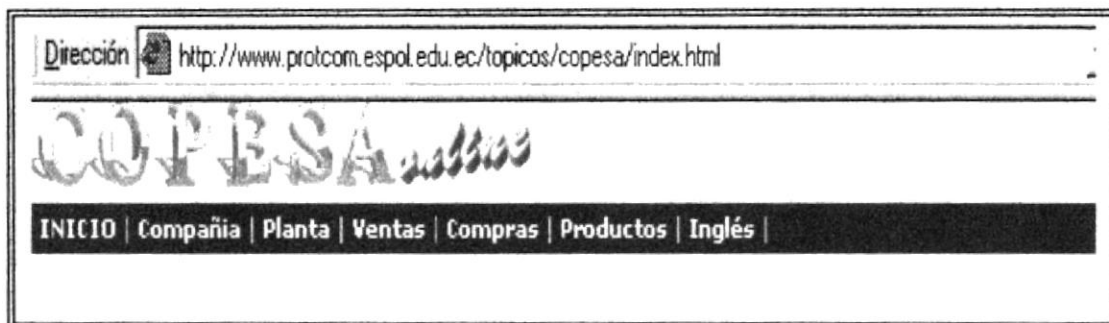 Dirección http://www.protcom.espol.edu.ec/topicos/copesa/index.html
COPESA online
INICIO | Compañia | Planta | Ventas | Compras | Productos | Inglés |